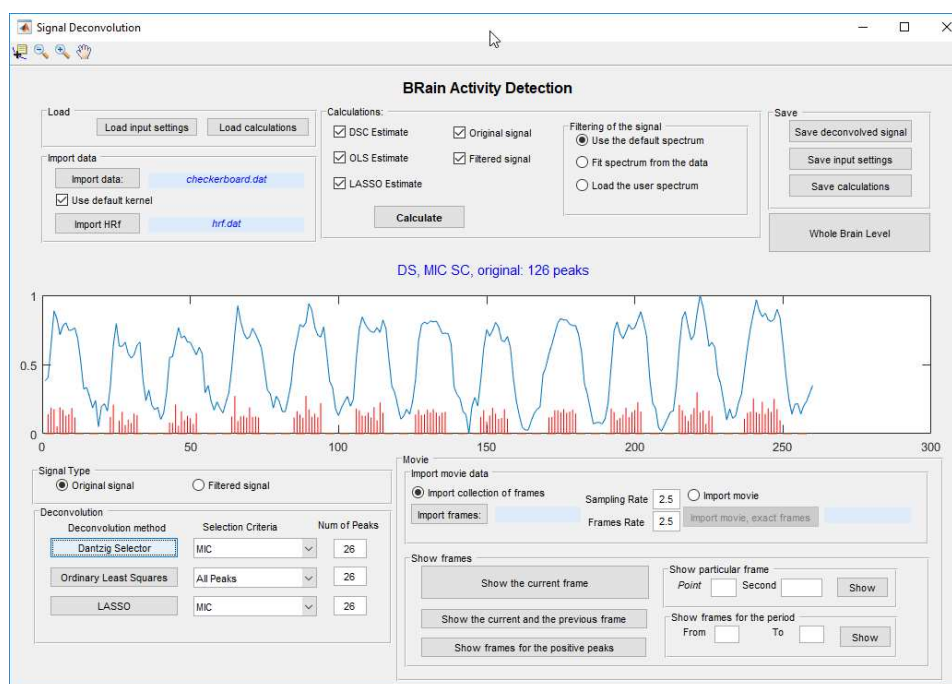 Signal Deconvolution
BRain Activity Detection
Load
Load input settings Load calculations
Import data
Import data: checkerboard.dat
Use default kernel
Import HRf hrf.dat
Calculations:
DSC Estimate Original signal
OLS Estimate Filtered signal
LASSO Estimate
Calculate
Filtering of the signal
Use the default spectrum
Fit spectrum from the data
Load the user spectrum
Save
Save deconvolved signal
Save input settings
Save calculations
Whole Brain Level
DS, MIC SC, original: 126 peaks
1
0.5
0
0 50 100 150 200 250 300
Signal Type
Original signal Filtered signal
Deconvolution
Deconvolution method Selection Criteria Num of Peaks
Dantzig Selector MIC 26
Ordinary Least Squares All Peaks 26
LASSO MIC 26
Movie
Import movie data
Import collection of frames Sampling Rate 2.5 Import movie
Import frames: Frames Rate 2.5 Import movie, exact frames
Show frames
Show the current frame
Show the current and the previous frame
Show frames for the positive peaks
Show particular frame
Point Second Show
Show frames for the period
From To Show